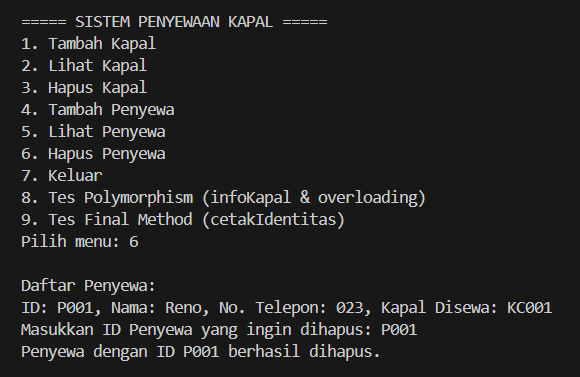 ===== SISTEM PENYEWAAN KAPAL =====
1. Tambah Kapal
2. Lihat Kapal
3. Hapus Kapal
4. Tambah Penyewa
5. Lihat Penyewa
6. Hapus Penyewa
7. Keluar
8. Tes Polymorphism (infoKapal & overloading)
9. Tes Final Method (cetakIdentitas)
Pilih menu: 6
Daftar Penyewa:
ID: P001, Nama: Reno, No. Telepon: 023, Kapal Disewa: KC001
Masukkan ID Penyewa yang ingin dihapus: P001
Penyewa dengan ID P001 berhasil dihapus.